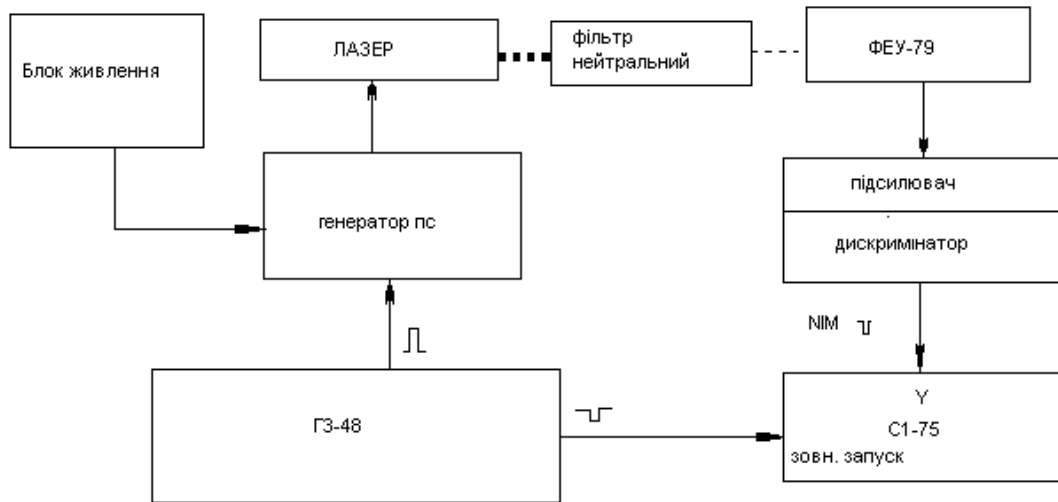 Блок живлення
ЛАЗЕР
фільтр
нейтральний
ФЕУ-79
генератор пс
підсилювач
дискримінатор
NIM
ГЗ-48
Y
С1-75
зовн. запуск